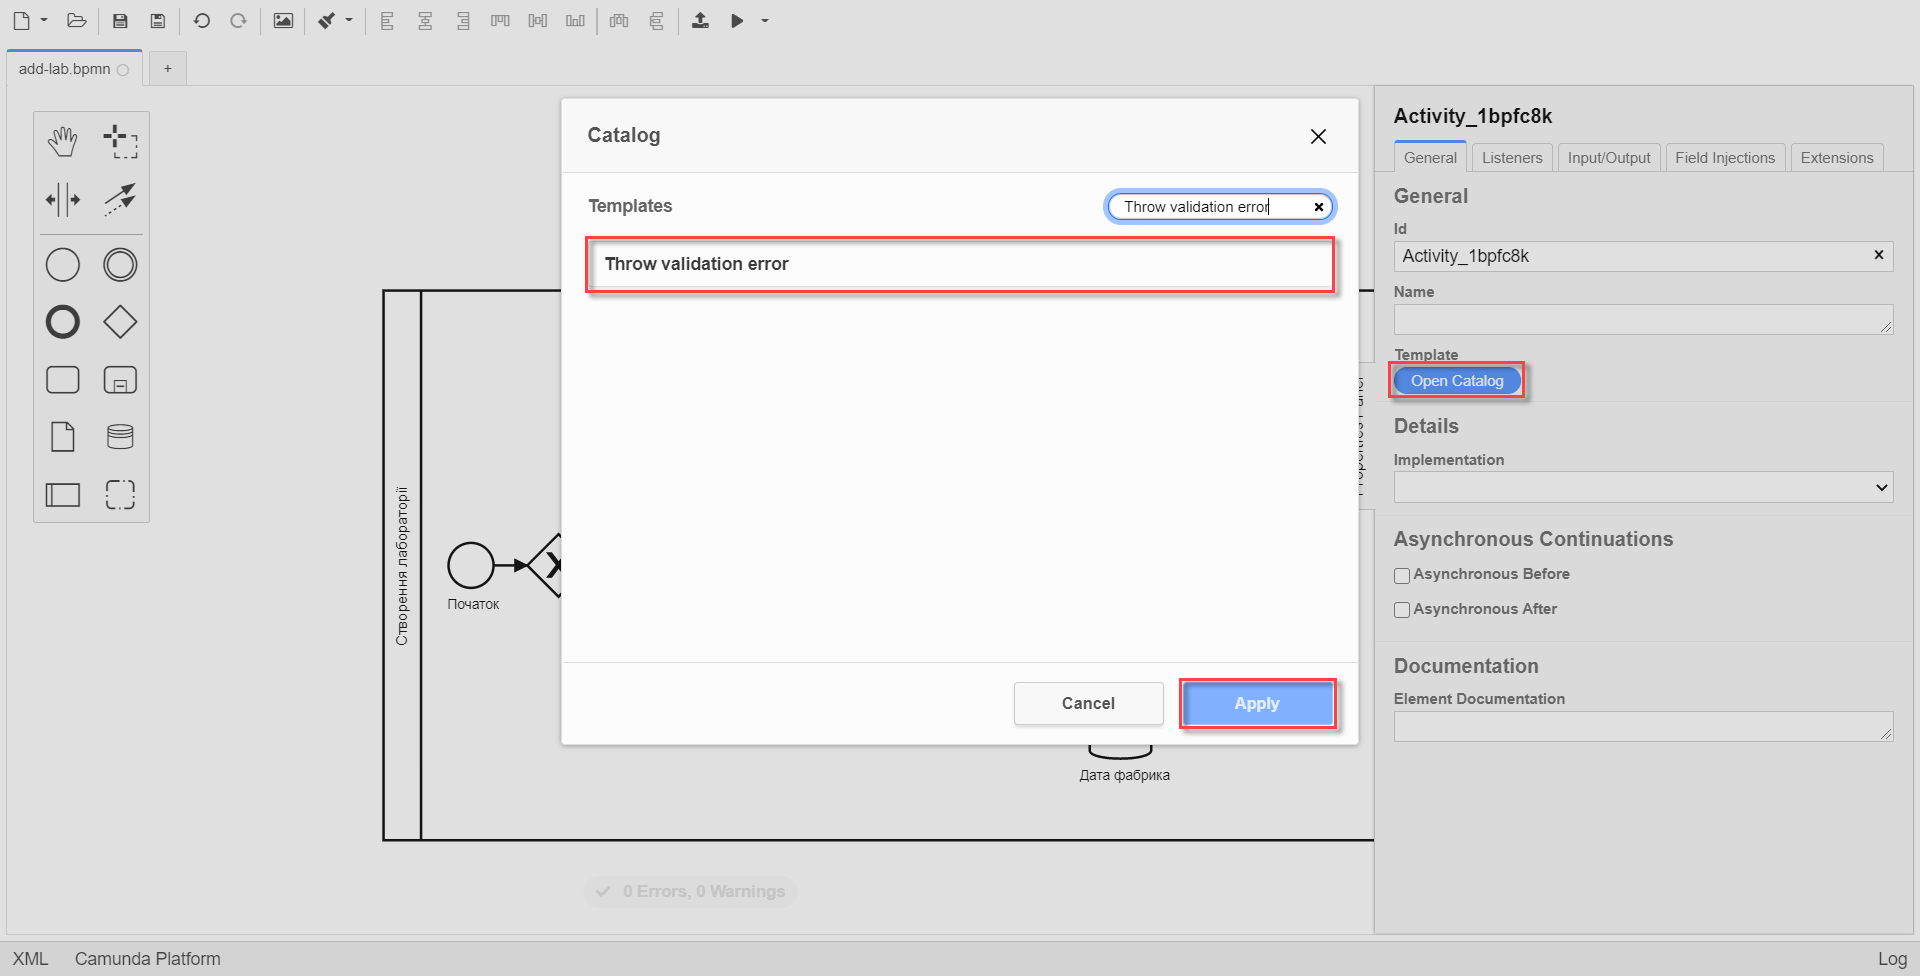 add-lab.bpmn
+
Catalog
Templates
Throw validation error
Throw validation error
Cancel
Apply
Створення лабораторії
Початок
Дата фабрика
0 Errors, 0 Warnings
Activity_1bpfc8k
General
Listeners
Input/Output
Field Injections
Extensions
General
Id
Activity_1bpfc8k
Name
Template
Open Catalog
Details
Implementation
Asynchronous Continuations
Asynchronous Before
Asynchronous After
Documentation
Element Documentation
XML
Camunda Platform
Log